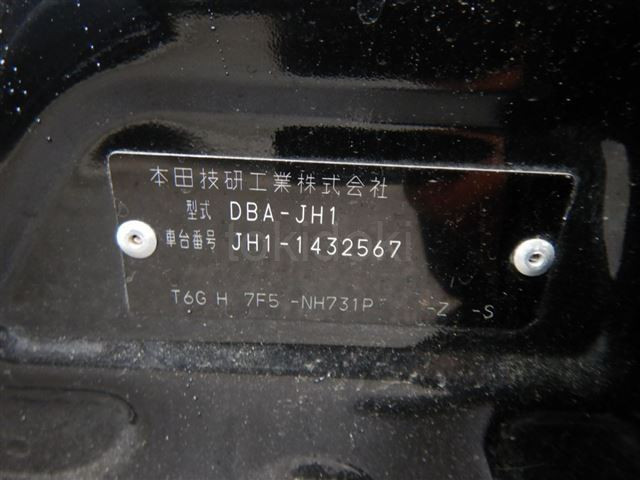 本田技研工業株式会社
型式 DBA-JH1
車台番号 JH1-1432567
T6G H 7F5 -NH731P -Z -S